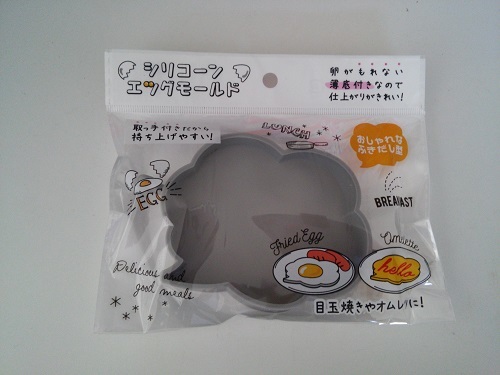 シリコーン
エッグモールド
卵がもれない
薄底付きなので
仕上がりがきれい!
取っ手付きだから
持ち上げやすい!
LUNCH
おしゃれな
ふきだし型
EGG
BREAKFAST
Fried Egg
Omelette
hello
Delicious and
good meals
目玉焼きやオムレツに!